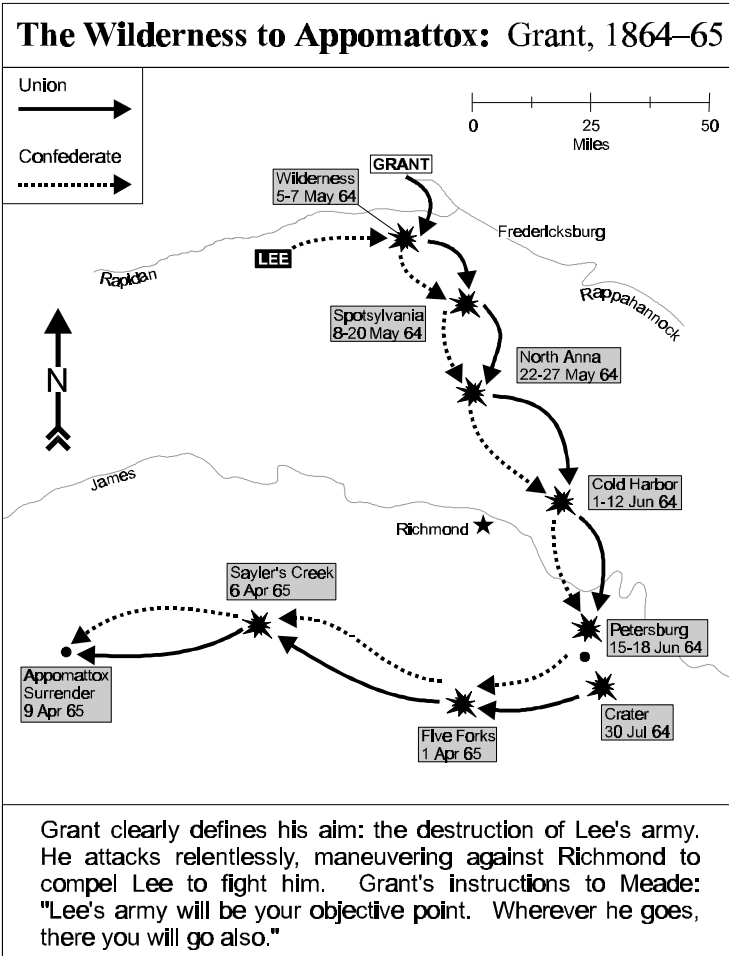 The Wilderness to Appomattox: Grant, 1864–65
Union
Confederate
0 25 50
Miles
GRANT
Wilderness
5-7 May 64
Fredericksburg
LEE
Rapidan
Rappahannock
Spotsylvania
8-20 May 64
North Anna
22-27 May 64
N
James
Cold Harbor
1-12 Jun 64
Richmond
Sayler's Creek
6 Apr 65
Petersburg
15-18 Jun 64
Appomattox
Surrender
9 Apr 65
Crater
30 Jul 64
Five Forks
1 Apr 65
Grant clearly defines his aim: the destruction of Lee's army.
He attacks relentlessly, maneuvering against Richmond to
compel Lee to fight him. Grant's instructions to Meade:
"Lee's army will be your objective point. Wherever he goes,
there you will go also."